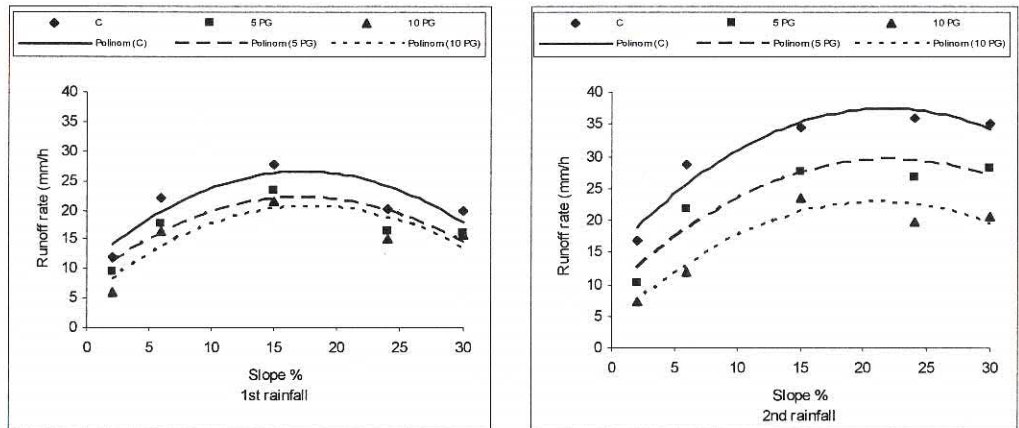 C 5 PG 10 PG
Polinom (C) Polinom (5 PG) Polinom (10 PG)
40
35
30
25
20
15
10
5
0
Runoff rate (mm/h)
0 5 10 15 20 25 30
Slope %
1st rainfall
C 5 PG 10 PG
Polinom (C) Polinom (5 PG) Polinom (10 PG)
40
35
30
25
20
15
10
5
0
Runoff rate (mm/h)
0 5 10 15 20 25 30
Slope %
2nd rainfall